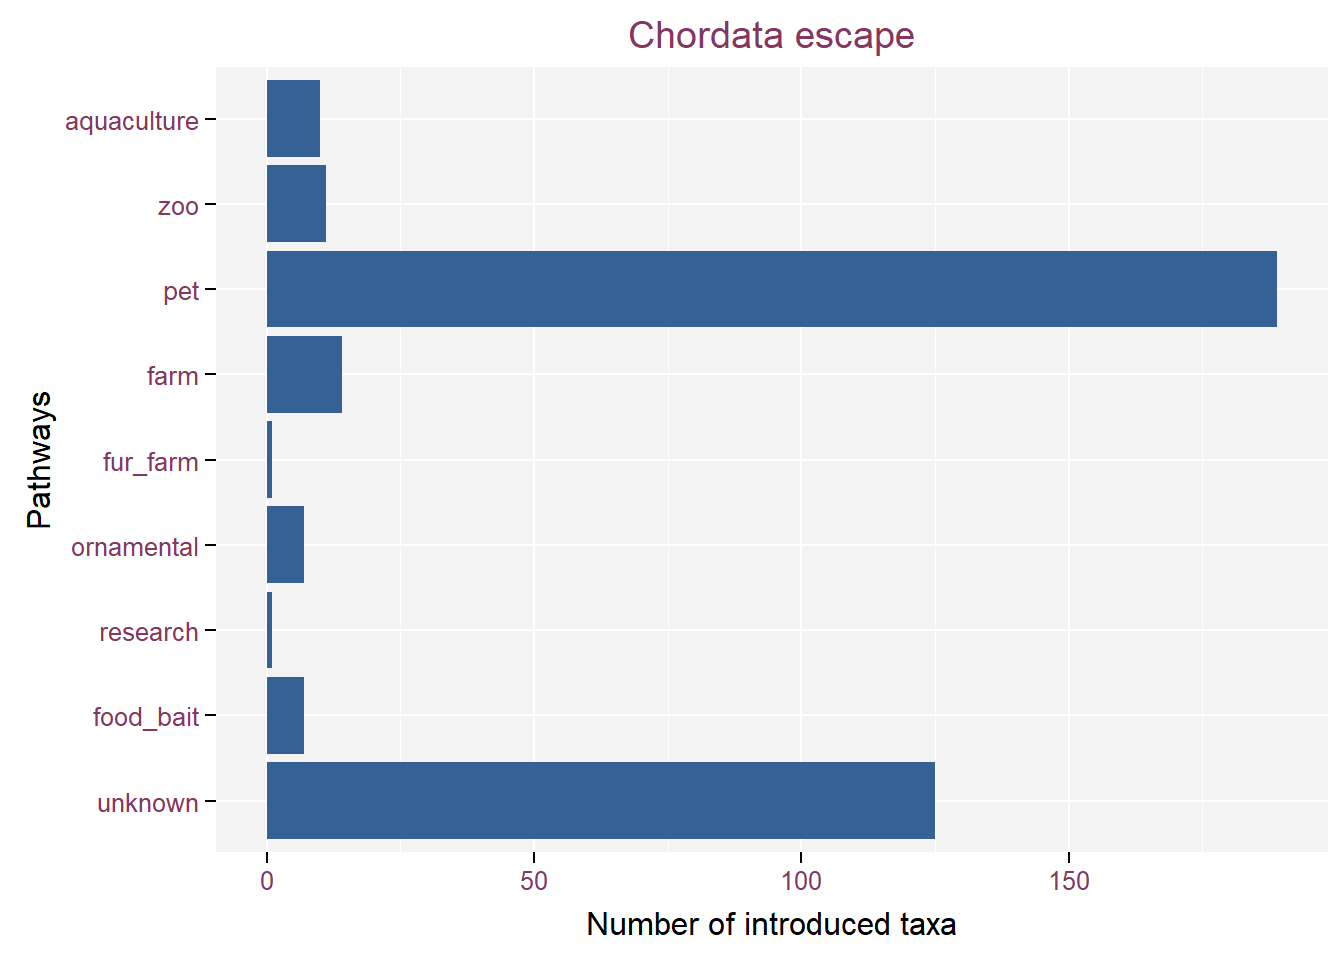 Chordata escape
aquaculture
zoo
pet
farm
fur_farm
ornamental
research
food_bait
unknown
Pathways
0 50 100 150
Number of introduced taxa